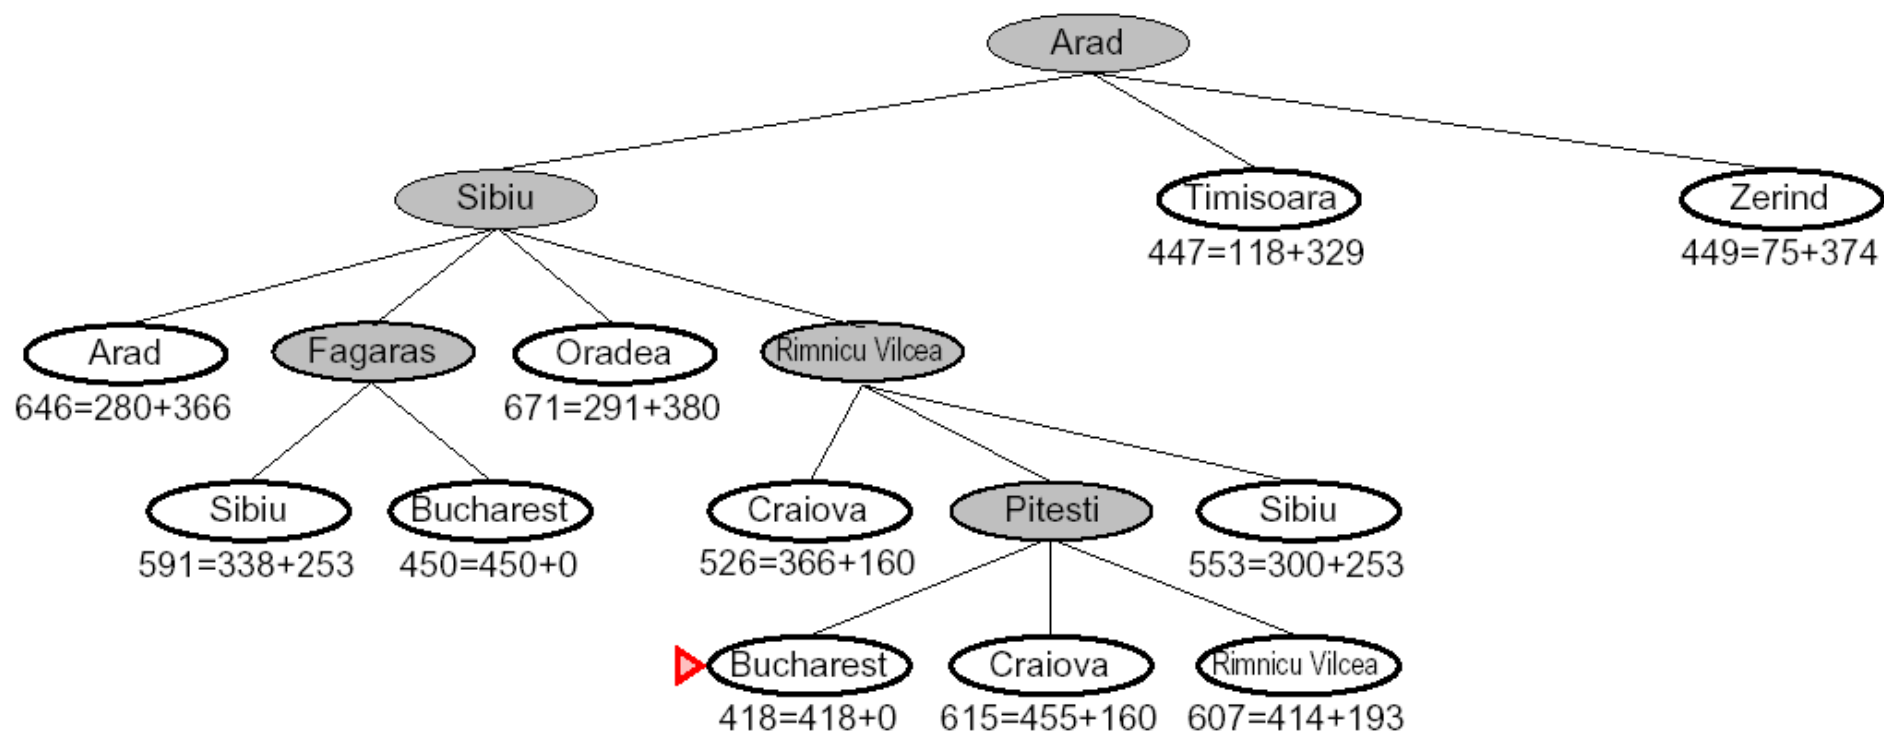 Arad
Sibiu
Timisoara
Zerind
447=118+329
449=75+374
Arad
Fagaras
Oradea
Rimnicu Vilcea
646=280+366
671=291+380
Sibiu
Bucharest
Craiova
Pitesti
Sibiu
591=338+253
450=450+0
526=366+160
553=300+253
Bucharest
Craiova
Rimnicu Vilcea
418=418+0
615=455+160
607=414+193